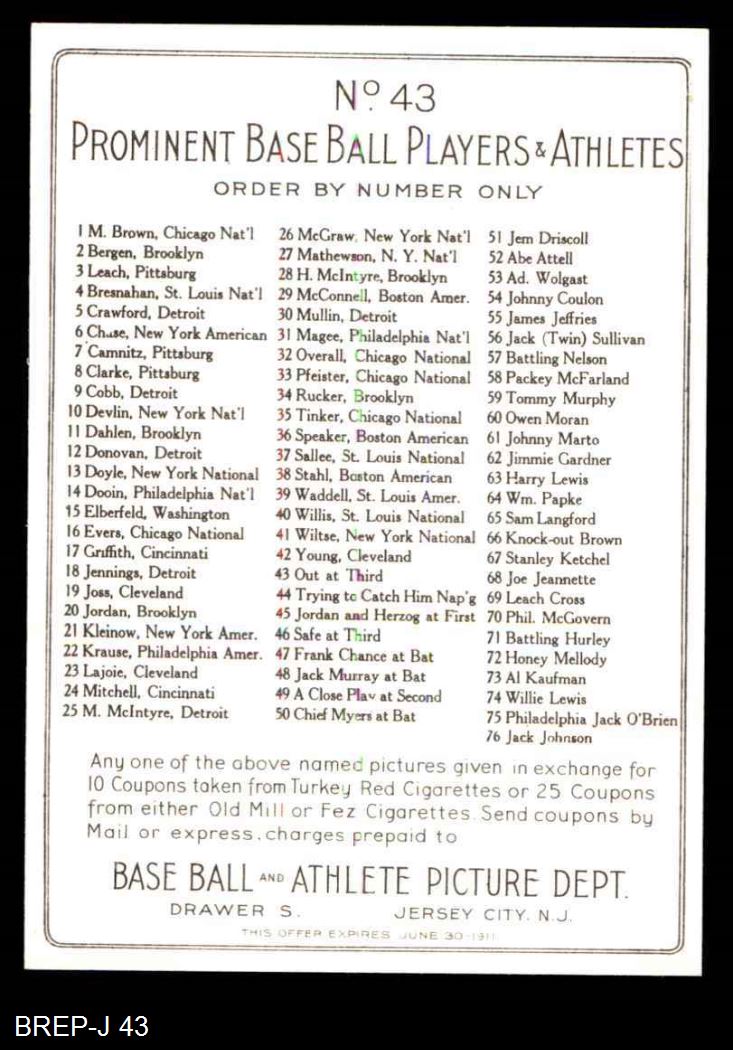 No. 43
PROMINENT BASE BALL PLAYERS & ATHLETES
ORDER BY NUMBER ONLY
1 M. Brown, Chicago Nat'l
2 Bergen, Brooklyn
3 Leach, Pittsburg
4 Bresnahan, St. Louis Nat'l
5 Crawford, Detroit
6 Chase, New York American
7 Camnitz, Pittsburg
8 Clarke, Pittsburg
9 Cobb, Detroit
10 Devlin, New York Nat'l
11 Dahlen, Brooklyn
12 Donovan, Detroit
13 Doyle, New York National
14 Dooin, Philadelphia Nat'l
15 Elberfeld, Washington
16 Evers, Chicago National
17 Griffith, Cincinnati
18 Jennings, Detroit
19 Joss, Cleveland
20 Jordan, Brooklyn
21 Kleinow, New York Amer.
22 Krause, Philadelphia Amer.
23 Lajoie, Cleveland
24 Mitchell, Cincinnati
25 M. McIntyre, Detroit
26 McGraw, New York Nat'l
27 Mathewson, N. Y. Nat'l
28 H. McIntyre, Brooklyn
29 McConnell, Boston Amer.
30 Mullin, Detroit
31 Magee, Philadelphia Nat'l
32 Overall, Chicago National
33 Pfeister, Chicago National
34 Rucker, Brooklyn
35 Tinker, Chicago National
36 Speaker, Boston American
37 Sallee, St. Louis National
38 Stahl, Boston American
39 Waddell, St. Louis Amer.
40 Willis, St. Louis National
41 Wiltse, New York National
42 Young, Cleveland
43 Out at Third
44 Trying to Catch Him Nap'g
45 Jordan and Herzog at First
46 Safe at Third
47 Frank Chance at Bat
48 Jack Murray at Bat
49 A Close Play at Second
50 Chief Myers at Bat
51 Jem Driscoll
52 Abe Attell
53 Ad. Wolgast
54 Johnny Coulon
55 James Jeffries
56 Jack (Twin) Sullivan
57 Battling Nelson
58 Packey McFarland
59 Tommy Murphy
60 Owen Moran
61 Johnny Marto
62 Jimmie Gardner
63 Harry Lewis
64 Wm. Papke
65 Sam Langford
66 Knock-out Brown
67 Stanley Ketchel
68 Joe Jeannette
69 Leach Cross
70 Phil. McGovern
71 Battling Hurley
72 Honey Mellody
73 Al Kaufman
74 Willie Lewis
75 Philadelphia Jack O'Brien
76 Jack Johnson
Any one of the above named pictures given in exchange for
10 Coupons taken from Turkey Red Cigarettes or 25 Coupons
from either Old Mill or Fez Cigarettes. Send coupons by
Mail or express, charges prepaid to
BASE BALL AND ATHLETE PICTURE DEPT.
DRAWER S. JERSEY CITY. N.J.
THIS OFFER EXPIRES JUNE 30-1911
BREP-J 43